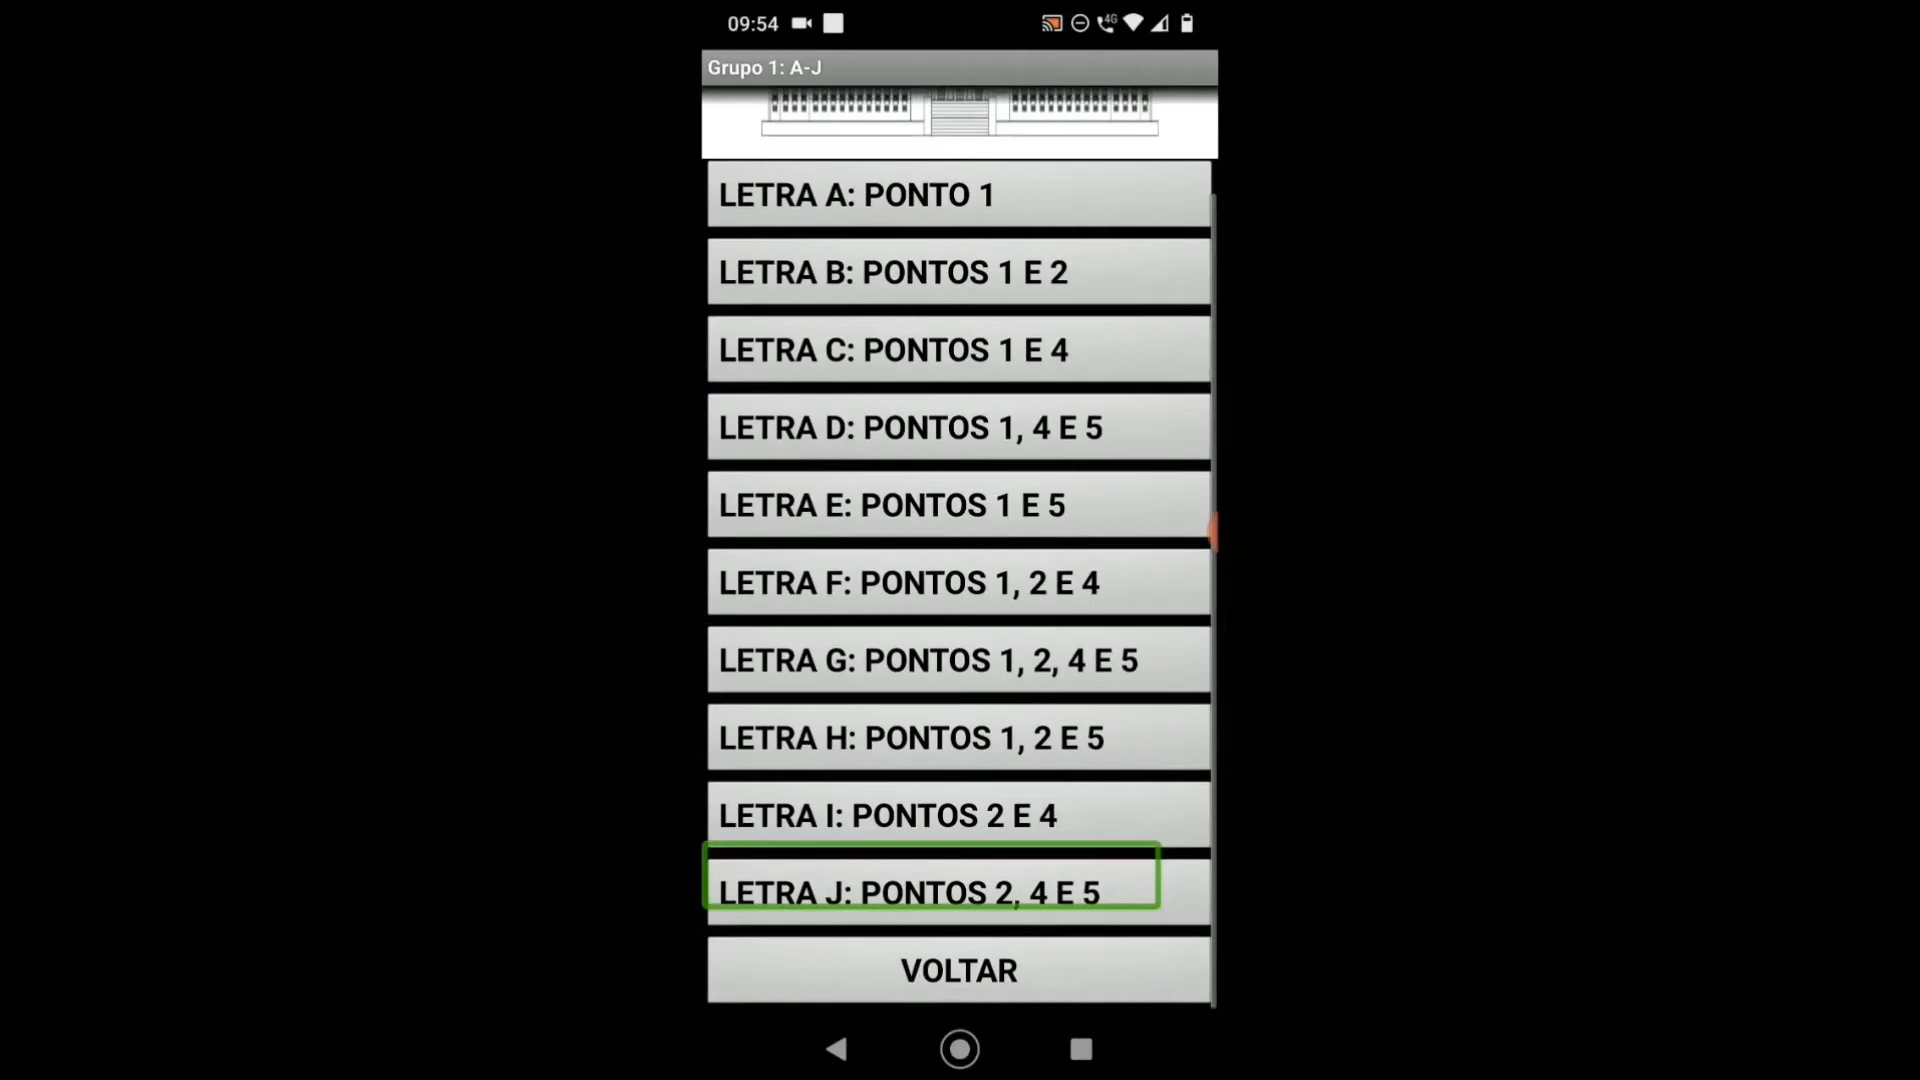 09:54
4G
Grupo 1: A-J
LETRA A: PONTO 1
LETRA B: PONTOS 1 E 2
LETRA C: PONTOS 1 E 4
LETRA D: PONTOS 1, 4 E 5
LETRA E: PONTOS 1 E 5
LETRA F: PONTOS 1, 2 E 4
LETRA G: PONTOS 1, 2, 4 E 5
LETRA H: PONTOS 1, 2 E 5
LETRA I: PONTOS 2 E 4
LETRA J: PONTOS 2, 4 E 5
VOLTAR